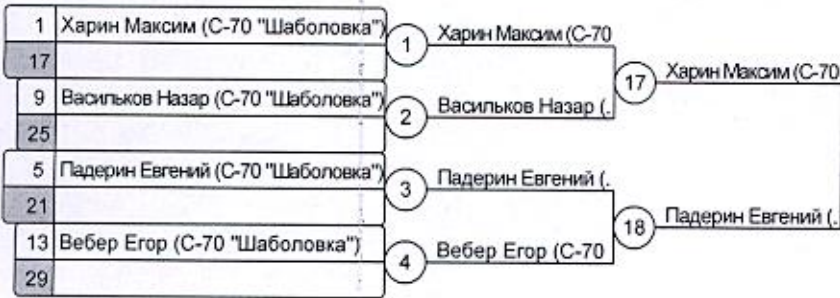 1 Харин Максим (С-70 "Шаболовка")
17
9 Васильков Назар (С-70 "Шаболовка")
25
5 Падерин Евгений (С-70 "Шаболовка")
21
13 Вебер Егор (С-70 "Шаболовка")
29
1
2
3
4
Харин Максим (С-70
Васильков Назар (.
Падерин Евгений (.
Вебер Егор (С-70
17
18
Харин Максим (С-70
Падерин Евгений (.